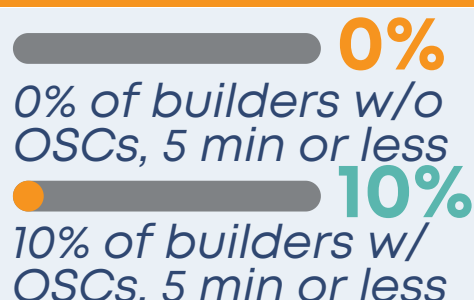 0%
0% of builders w/o
OSCs, 5 min or less
10%
10% of builders w/
OSCs, 5 min or less